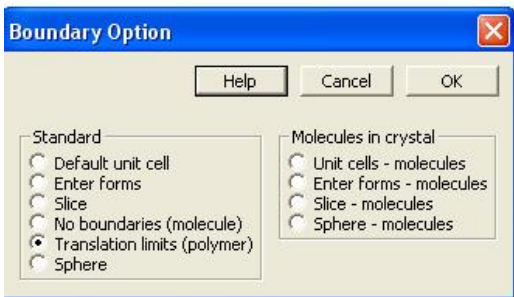 Boundary Option
Help
Cancel
OK
Standard
Default unit cell
Enter forms
Slice
No boundaries (molecule)
Translation limits (polymer)
Sphere
Molecules in crystal
Unit cells - molecules
Enter forms - molecules
Slice - molecules
Sphere - molecules